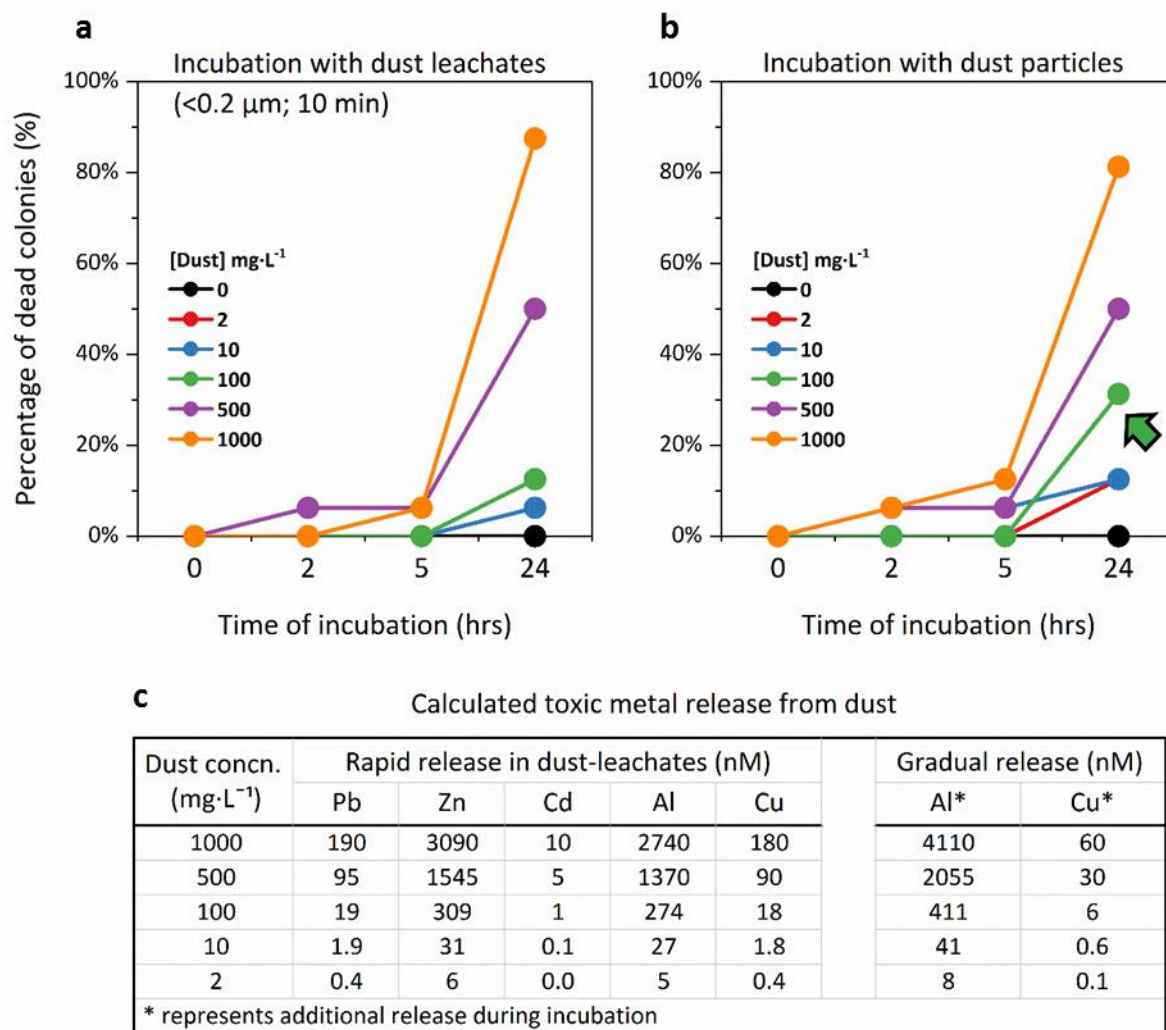 a
Incubation with dust leachates
(<0.2 µm; 10 min)
Percentage of dead colonies (%)
100%
80%
60%
40%
20%
0%
[Dust] mg·L⁻¹
0
2
10
100
500
1000
0 2 5 24
Time of incubation (hrs)
b
Incubation with dust particles
100%
80%
60%
40%
20%
0%
[Dust] mg·L⁻¹
0
2
10
100
500
1000
0 2 5 24
Time of incubation (hrs)
c
Calculated toxic metal release from dust
Dust concn. (mg·L⁻¹) Rapid release in dust-leachates (nM) Gradual release (nM)
Pb Zn Cd Al Cu Al* Cu*
1000 190 3090 10 2740 180 4110 60
500 95 1545 5 1370 90 2055 30
100 19 309 1 274 18 411 6
10 1.9 31 0.1 27 1.8 41 0.6
2 0.4 6 0.0 5 0.4 8 0.1
* represents additional release during incubation